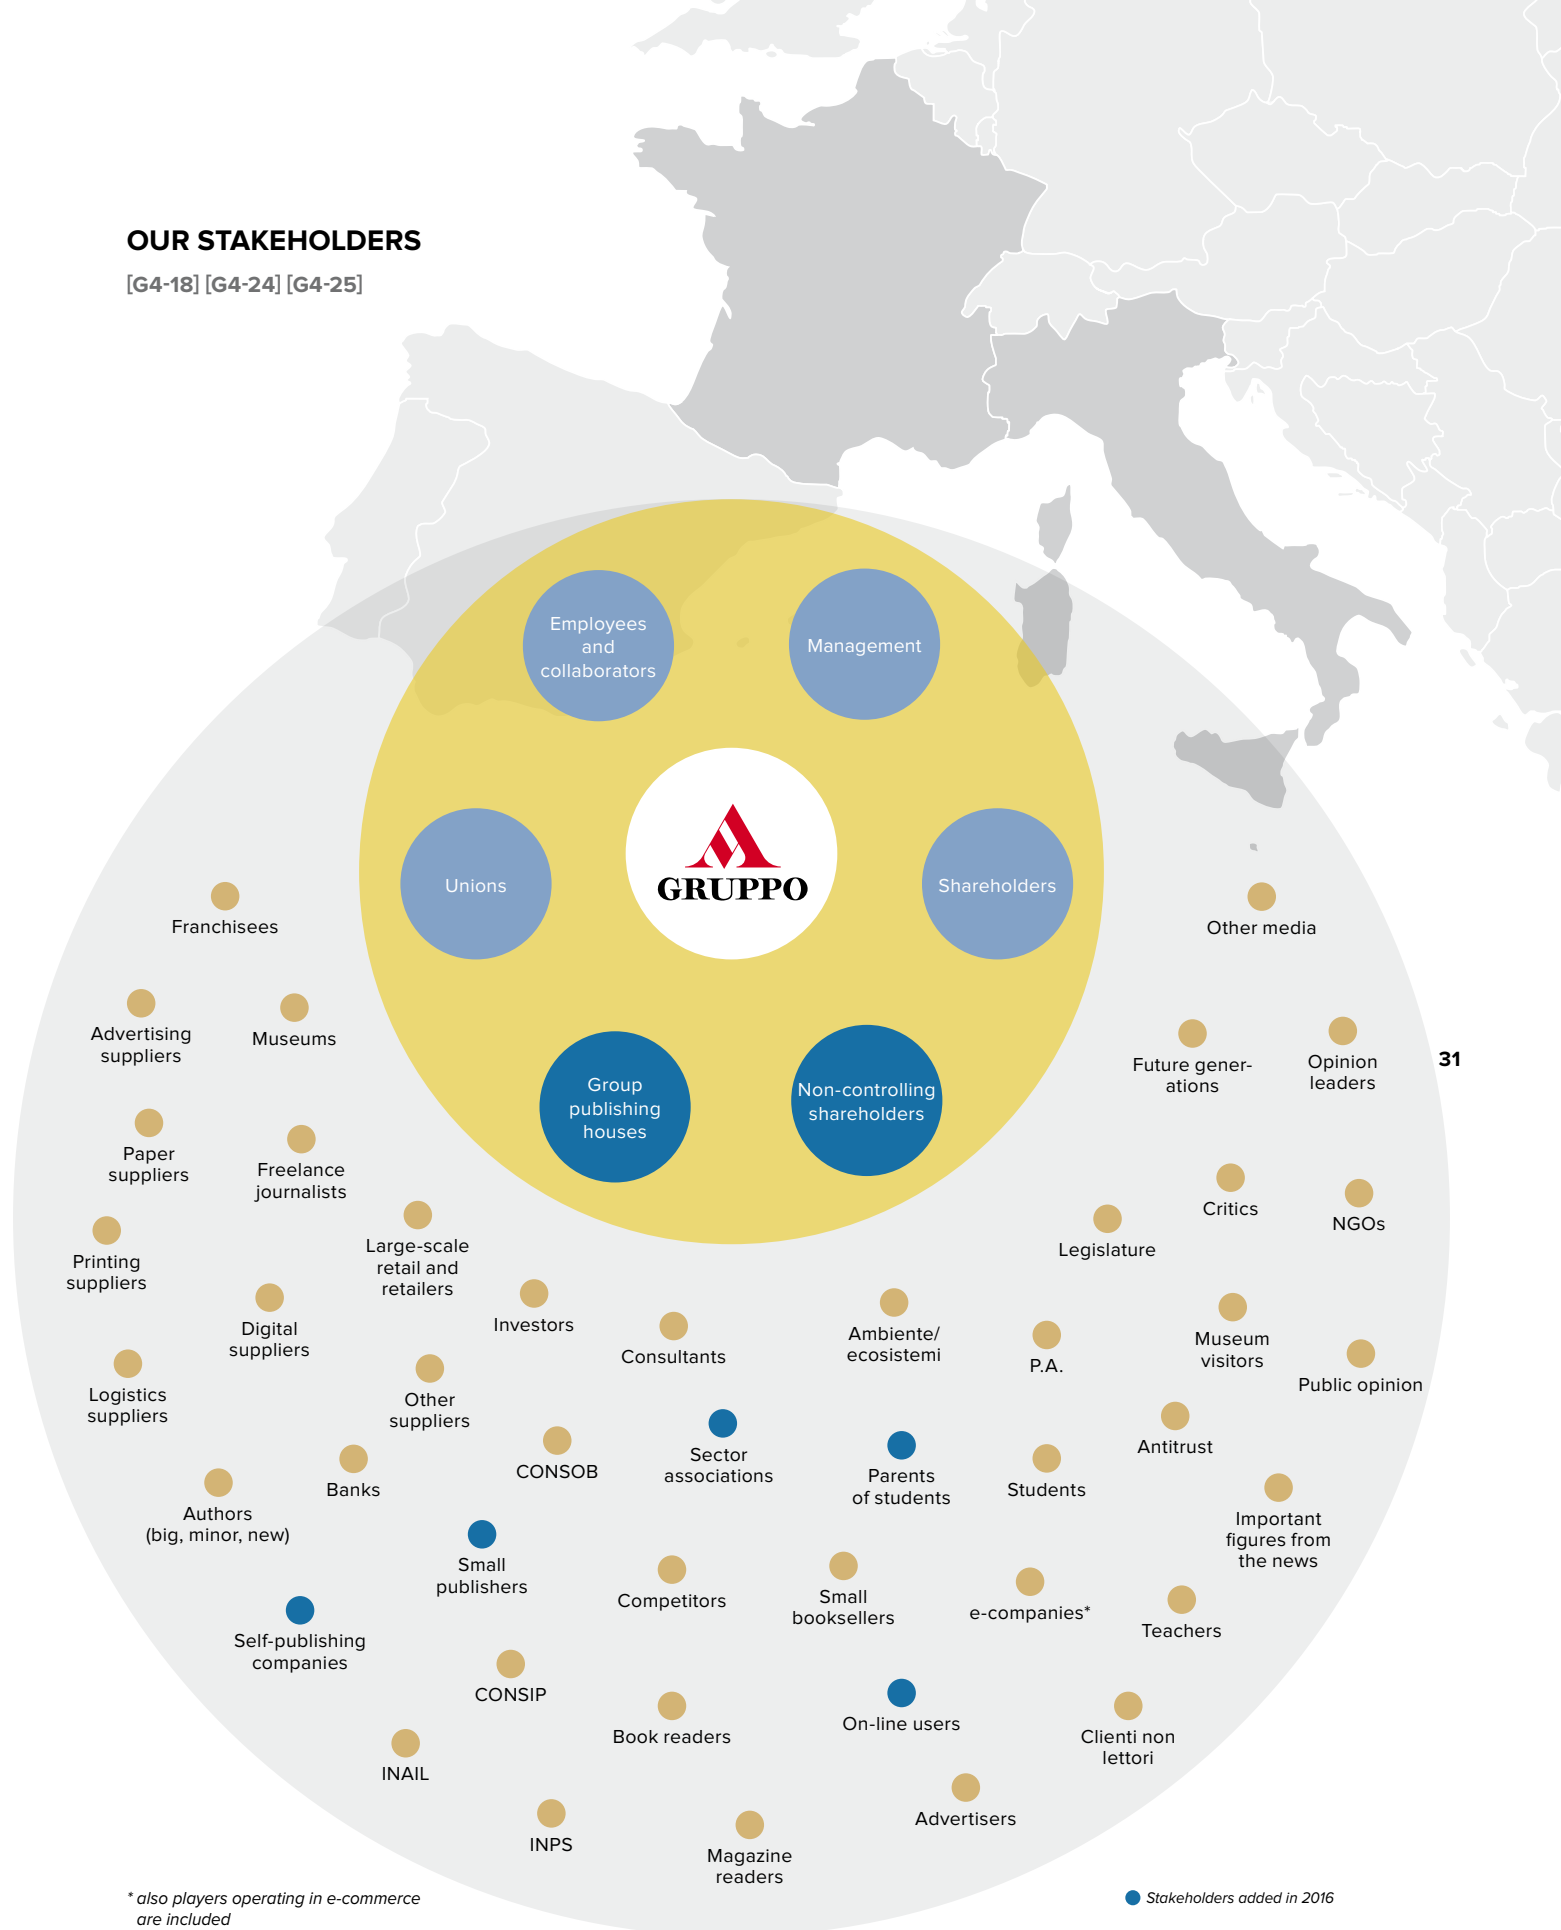 OUR STAKEHOLDERS
[G4-18] [G4-24] [G4-25]
Employees
and
collaborators
Management
Unions
GRUPPO
Shareholders
Group
publishing
houses
Non-controlling
shareholders
Franchisees
Other media
Advertising
suppliers
Museums
Future gener-
ations
Opinion
leaders
31
Paper
suppliers
Freelance
journalists
Critics
NGOs
Printing
suppliers
Large-scale
retail and
retailers
Legislature
Digital
suppliers
Investors
Consultants
Ambiente/
ecosistemi
P.A.
Museum
visitors
Public opinion
Logistics
suppliers
Other
suppliers
Antitrust
Authors
(big, minor, new)
Banks
CONSOB
Sector
associations
Parents
of students
Students
Important
figures from
the news
Small
publishers
Competitors
Small
booksellers
e-companies*
Teachers
Self-publishing
companies
CONSIP
Book readers
On-line users
Clienti non
lettori
INAIL
INPS
Magazine
readers
Advertisers
* also players operating in e-commerce
are included
Stakeholders added in 2016